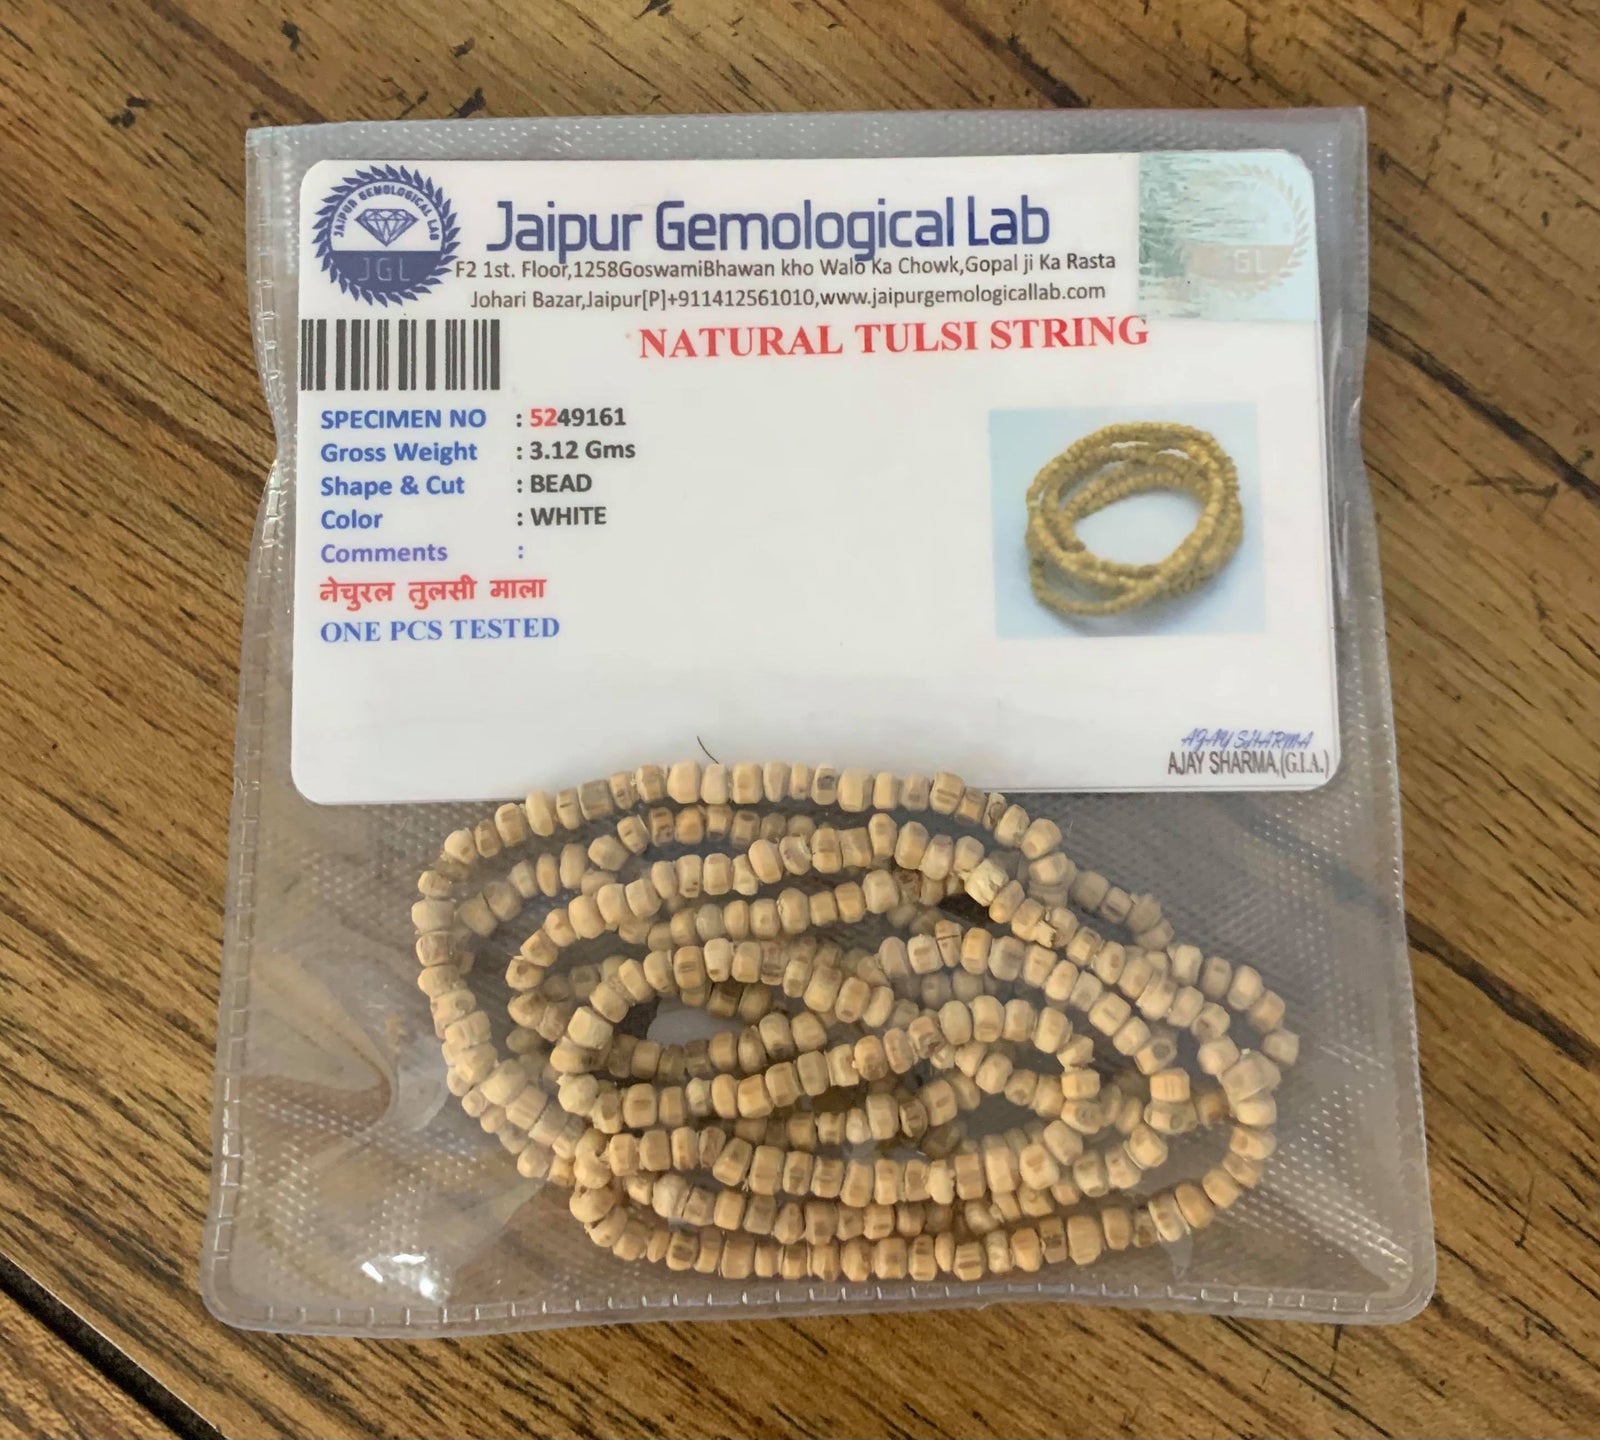 JAIPUR GEMOLOGICAL LAB
JGL
Jaipur Gemological Lab
F2 1st. Floor,1258GoswamiBhawan kho Walo Ka Chowk,Gopal ji Ka Rasta
Johari Bazar,Jaipur[P]+911412561010,www.jaipurgemologicallab.com
NATURAL TULSI STRING
SPECIMEN NO : 5249161
Gross Weight : 3.12 Gms
Shape & Cut : BEAD
Color : WHITE
Comments :
नेचुरल तुलसी माला
ONE PCS TESTED
AJAY SHARMA
AJAY SHARMA,(G.I.A.)